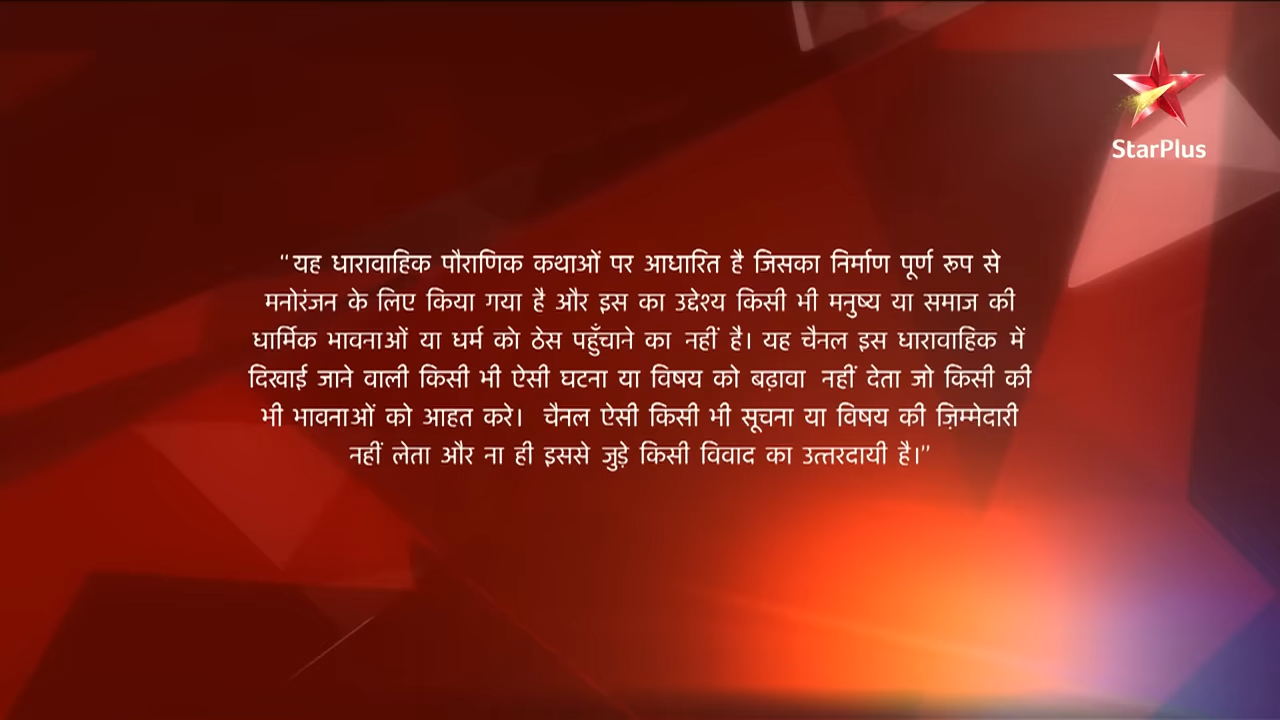 StarPlus
“यह धारावाहिक पौराणिक कथाओं पर आधारित है जिसका निर्माण पूर्ण रूप से
मनोरंजन के लिए किया गया है और इस का उद्देश्य किसी भी मनुष्य या समाज की
धार्मिक भावनाओं या धर्म को ठेस पहुँचाने का नहीं है। यह चैनल इस धारावाहिक में
दिखाई जाने वाली किसी भी ऐसी घटना या विषय को बढ़ावा नहीं देता जो किसी की
भी भावनाओं को आहत करे। चैनल ऐसी किसी भी सूचना या विषय की ज़िम्मेदारी
नहीं लेता और ना ही इससे जुड़े किसी विवाद का उत्तरदायी है।”